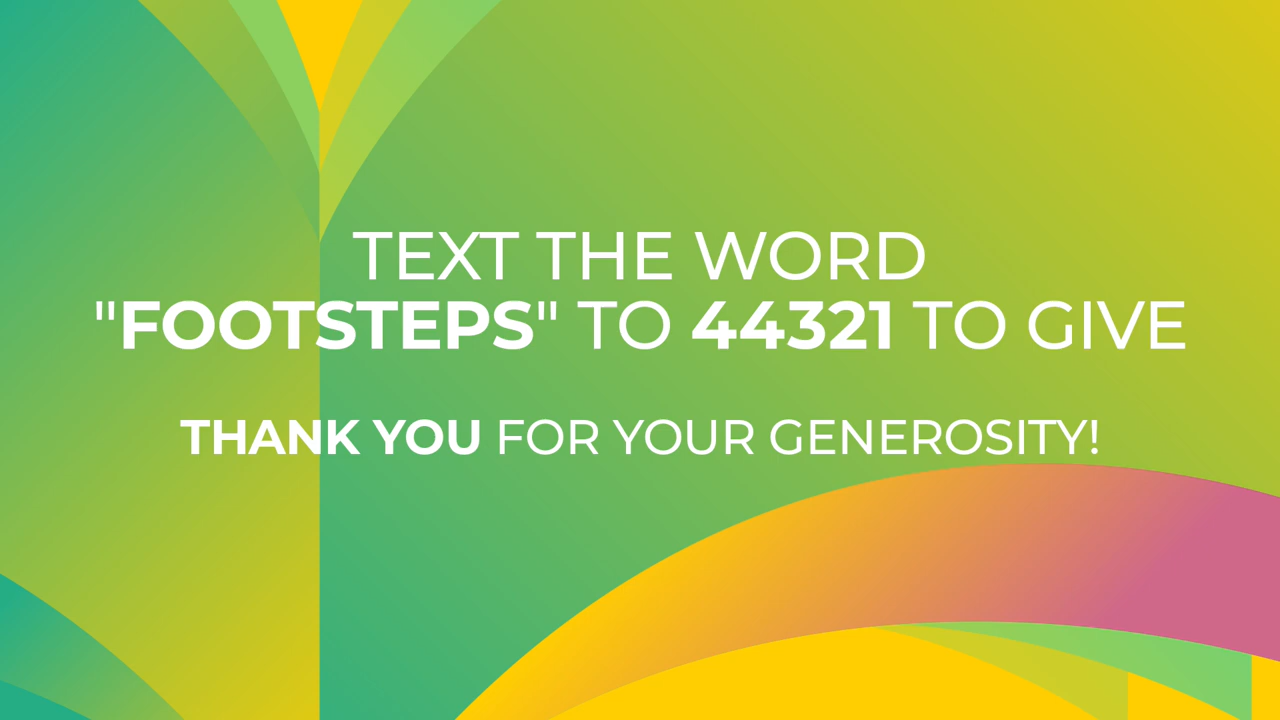 TEXT THE WORD
"FOOTSTEPS" TO 44321 TO GIVE
THANK YOU FOR YOUR GENEROSITY!